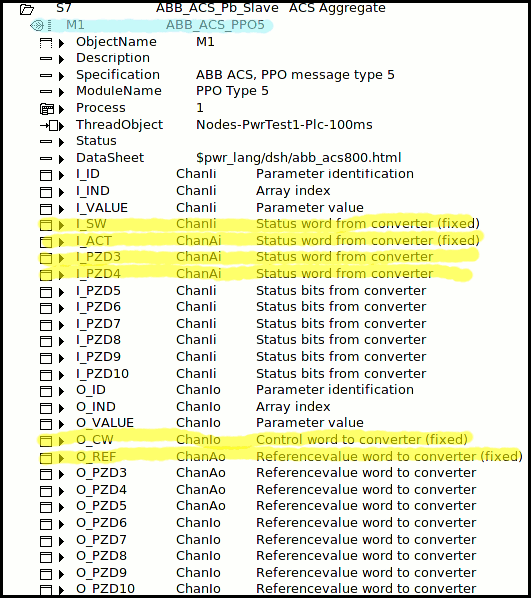 S7 ABB_ACS_Pb_Slave ACS Aggregate
M1 ABB_ACS_PPO5
ObjectName M1
Description
Specification ABB ACS, PPO message type 5
ModuleName PPO Type 5
Process 1
ThreadObject Nodes-PwrTest1-Plc-100ms
Status
DataSheet $pwr_lang/dsh/abb_acs800.html
I_ID ChanIi Parameter identification
I_IND ChanIi Array index
I_VALUE ChanIi Parameter value
I_SW ChanIi Status word from converter (fixed)
I_ACT ChanAi Status word from converter (fixed)
I_PZD3 ChanAi Status word from converter
I_PZD4 ChanAi Status word from converter
I_PZD5 ChanIi Status bits from converter
I_PZD6 ChanIi Status bits from converter
I_PZD7 ChanIi Status bits from converter
I_PZD8 ChanIi Status bits from converter
I_PZD9 ChanIi Status bits from converter
I_PZD10 ChanIi Status bits from converter
O_ID ChanIo Parameter identification
O_IND ChanIo Array index
O_VALUE ChanIo Parameter value
O_CW ChanIo Control word to converter (fixed)
O_REF ChanAo Referencevalue word to converter (fixed)
O_PZD3 ChanAo Referencevalue word to converter
O_PZD4 ChanAo Referencevalue word to converter
O_PZD5 ChanAo Referencevalue word to converter
O_PZD6 ChanIo Referencevalue word to converter
O_PZD7 ChanIo Referencevalue word to converter
O_PZD8 ChanIo Referencevalue word to converter
O_PZD9 ChanIo Referencevalue word to converter
O_PZD10 ChanIo Referencevalue word to converter